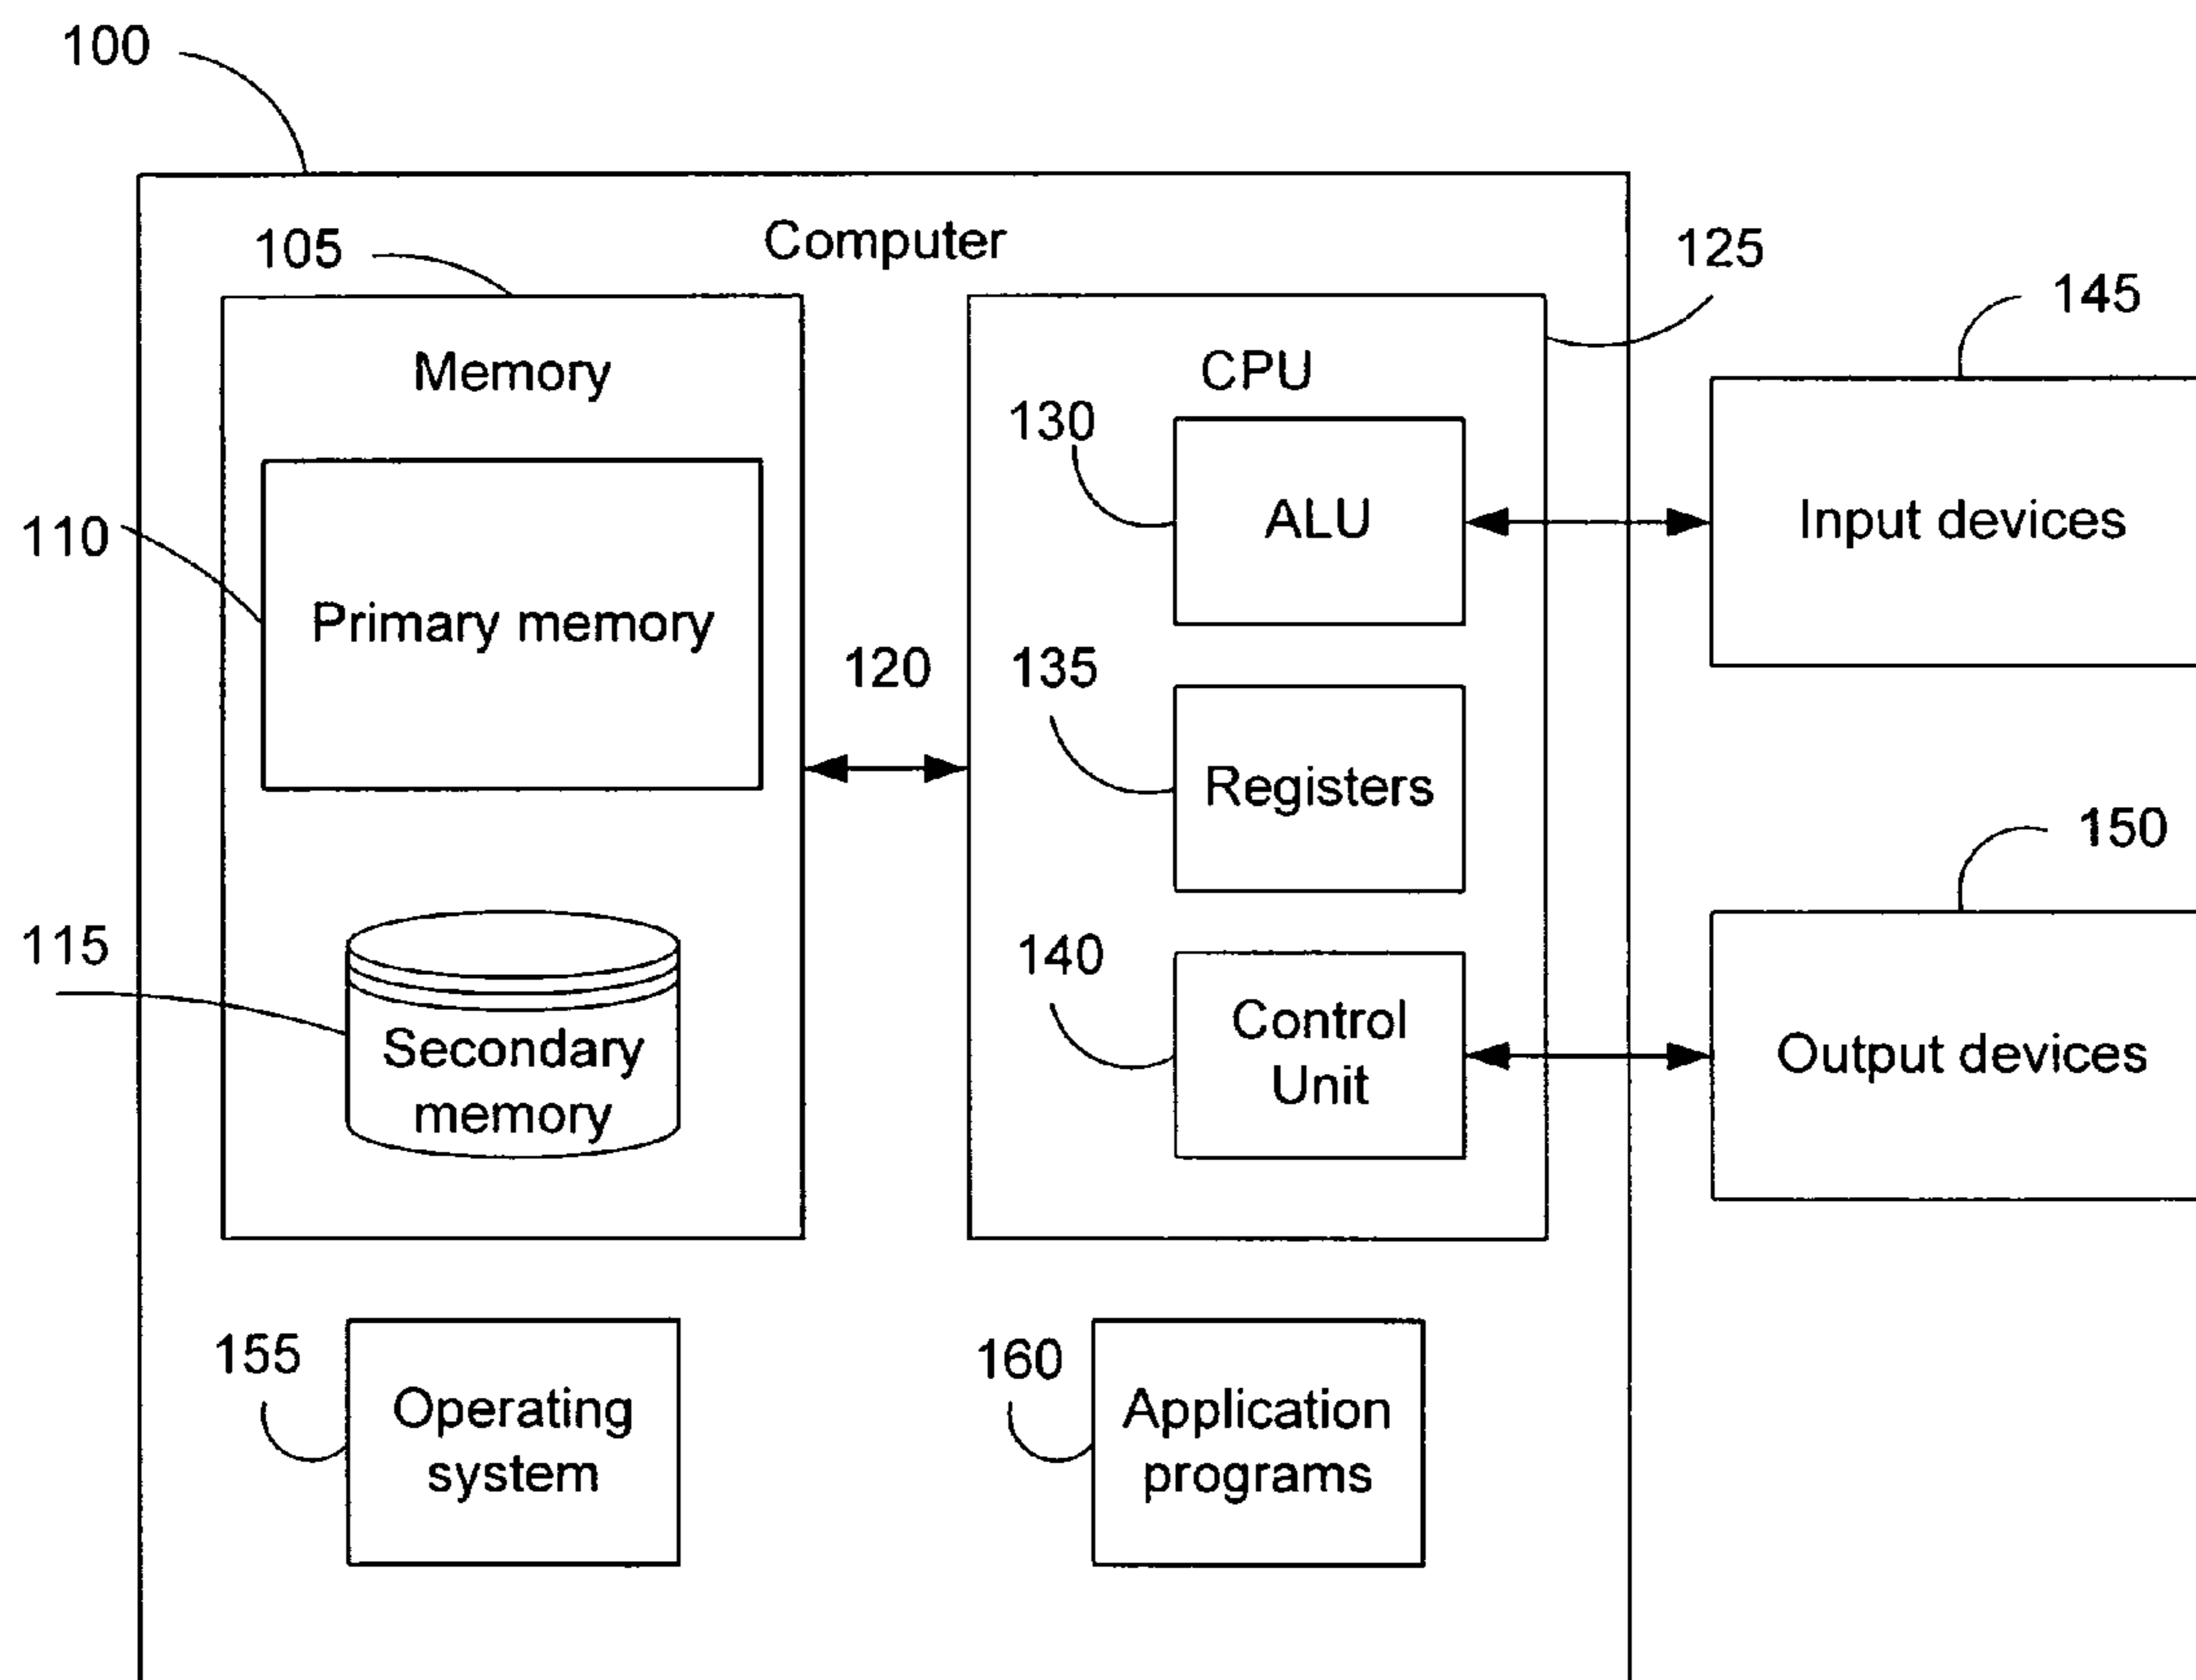 100
Computer
105
125
145
Memory
CPU
130
ALU
Input devices
110
Primary memory
120
135
Registers
150
115
Secondary
memory
140
Control
Unit
Output devices
155
Operating
system
160
Application
programs